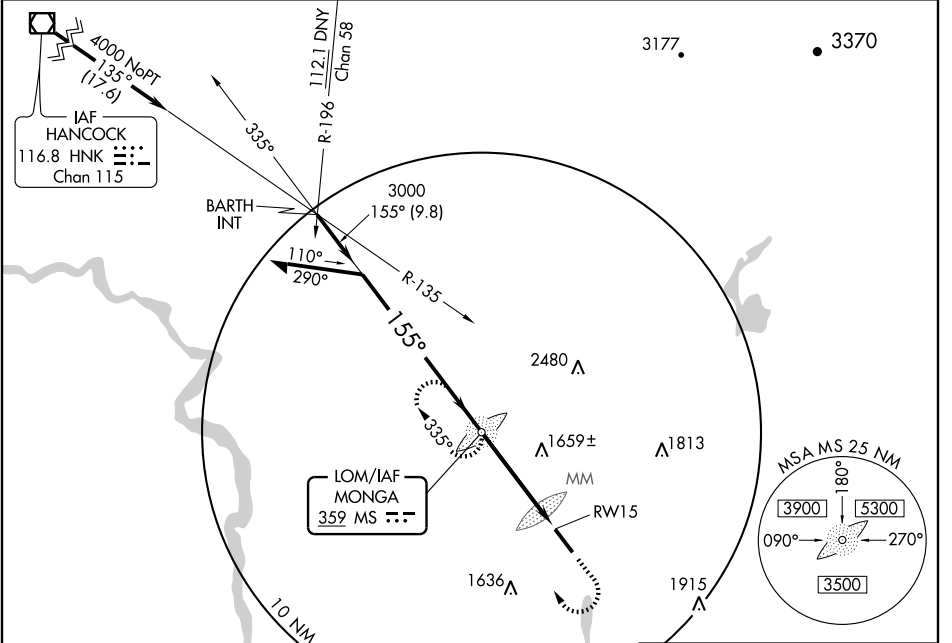 4000 NoPT
135°
(17.6)
IAF
HANCOCK
116.8 HNK
Chan 115
112.1 DNY
Chan 58
R-196
335°
3177
3370
BARTH
INT
3000
155° (9.8)
110°
290°
R-135
155°
2480
335°
1659±
1813
LOM/IAF
MONGA
359 MS
MM
RW15
1636
1915
10 NM
MSA MS 25 NM
180°
3900
5300
090°
270°
3500